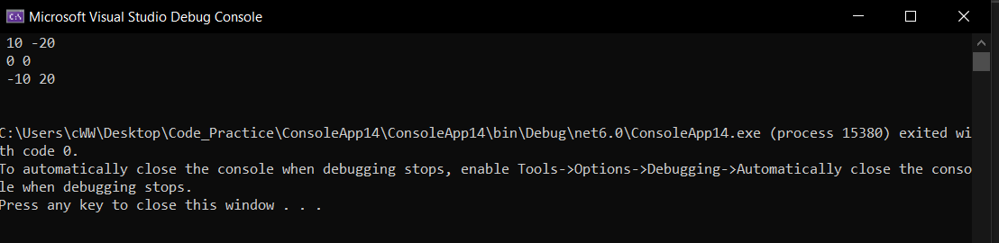 C:\ Microsoft Visual Studio Debug Console
10 -20
0 0
-10 20
C:\Users\cWW\Desktop\Code_Practice\ConsoleApp14\ConsoleApp14\bin\Debug\net6.0\ConsoleApp14.exe (process 15380) exited wi
th code 0.
To automatically close the console when debugging stops, enable Tools->Options->Debugging->Automatically close the conso
le when debugging stops.
Press any key to close this window . . .